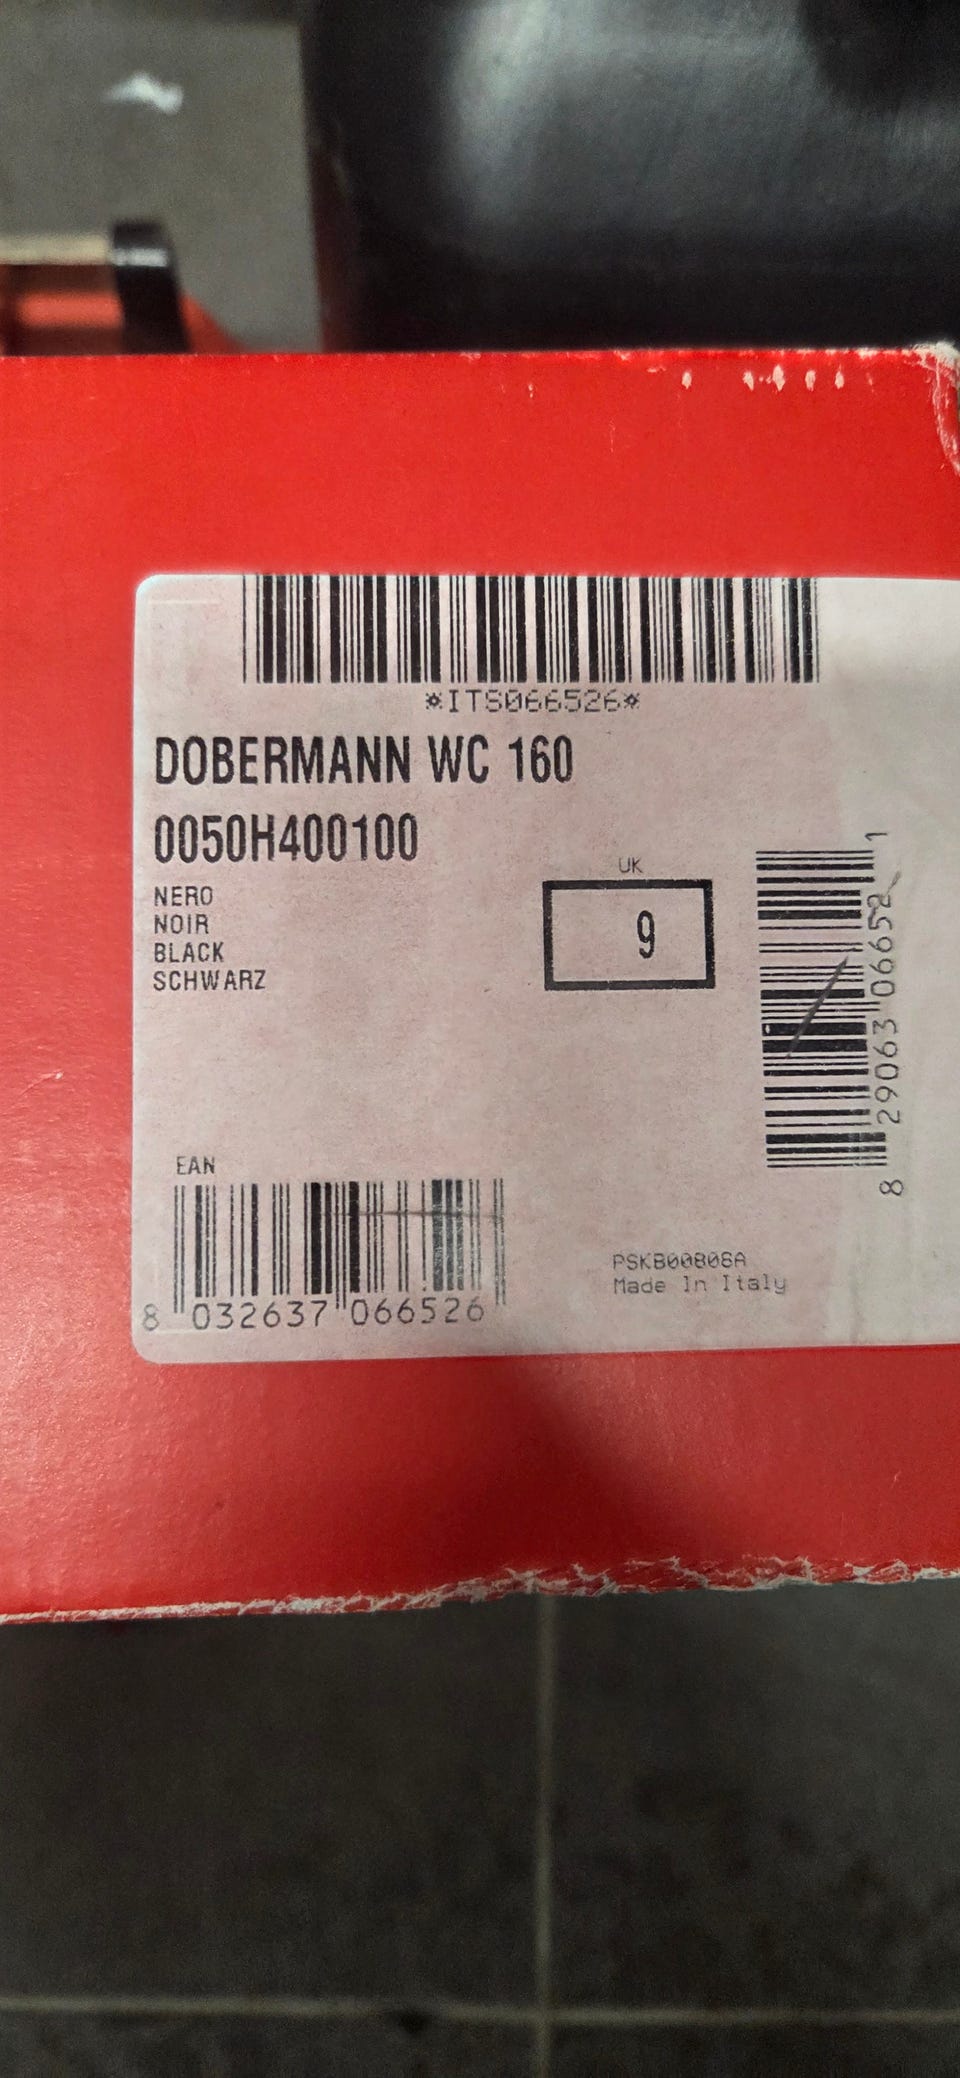 *ITS066526*
DOBERMANN WC 160
0050H400100
NERO
NOIR
BLACK
SCHWARZ
UK
9
8 29063 06652 1
EAN
8 032637 066526
PSKB00808A
Made In Italy